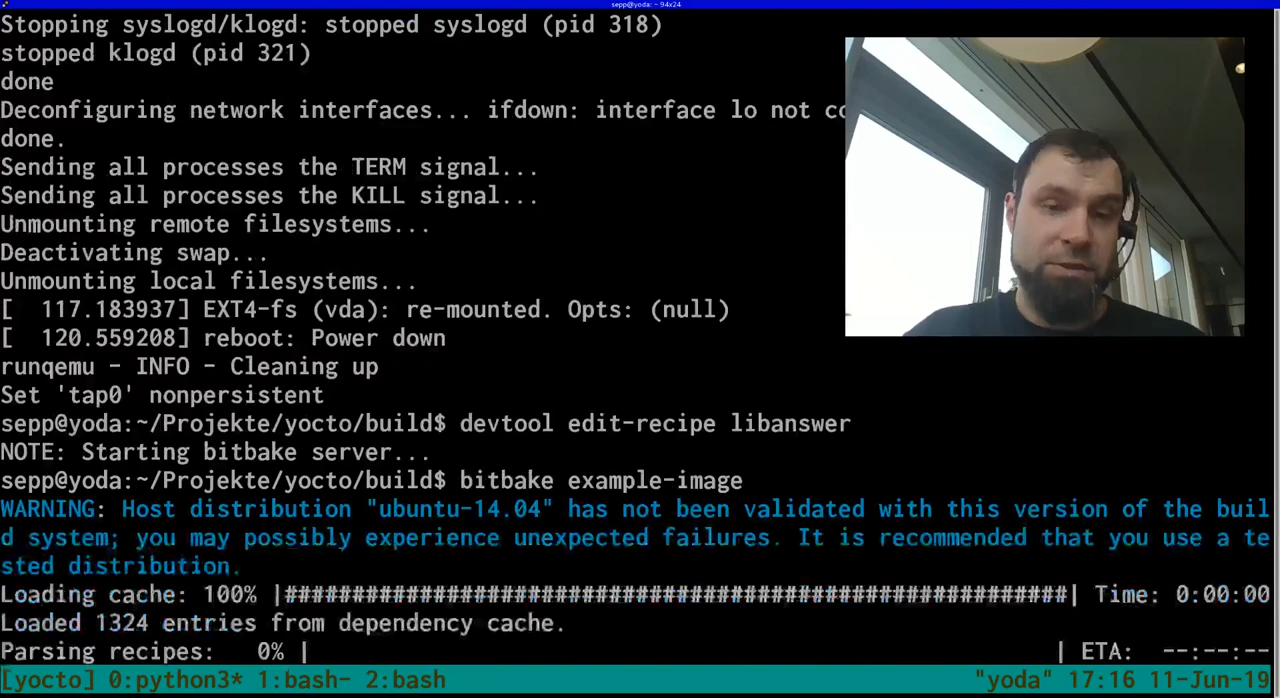 sepp@yoda: ~ 94x24
Stopping syslogd/klogd: stopped syslogd (pid 318)
stopped klogd (pid 321)
done
Deconfiguring network interfaces... ifdown: interface lo not
done.
Sending all processes the TERM signal...
Sending all processes the KILL signal...
Unmounting remote filesystems...
Deactivating swap...
Unmounting local filesystems...
[  117.183937] EXT4-fs (vda): re-mounted. Opts: (null)
[  120.559208] reboot: Power down
runqemu - INFO - Cleaning up
Set 'tap0' nonpersistent
sepp@yoda:~/Projekte/yocto/build$ devtool edit-recipe libanswer
NOTE: Starting bitbake server...
sepp@yoda:~/Projekte/yocto/build$ bitbake example-image
WARNING: Host distribution "ubuntu-14.04" has not been validated with this version of the buil
d system; you may possibly experience unexpected failures. It is recommended that you use a te
sted distribution.
Loading cache: 100% |##########################################################| Time: 0:00:00
Loaded 1324 entries from dependency cache.
Parsing recipes:   0% |                                                        | ETA:  --:--:--
[yocto] 0:python3* 1:bash- 2:bash "yoda" 17:16 11-Jun-19